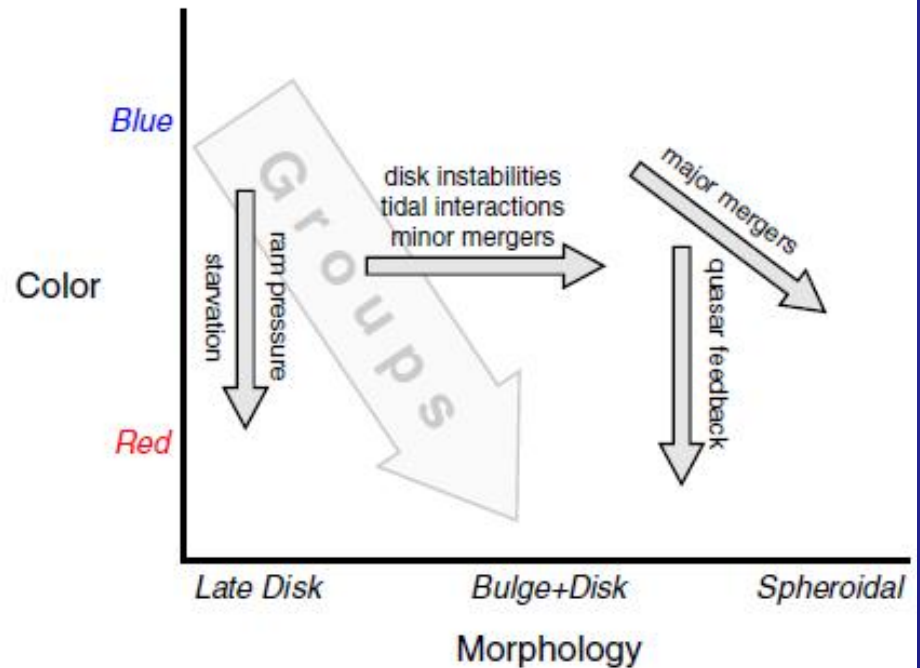 Blue
Color
Red
Groups
starvation
ram pressure
disk instabilities
tidal interactions
minor mergers
major mergers
quasar feedback
Late Disk
Bulge+Disk
Spheroidal
Morphology